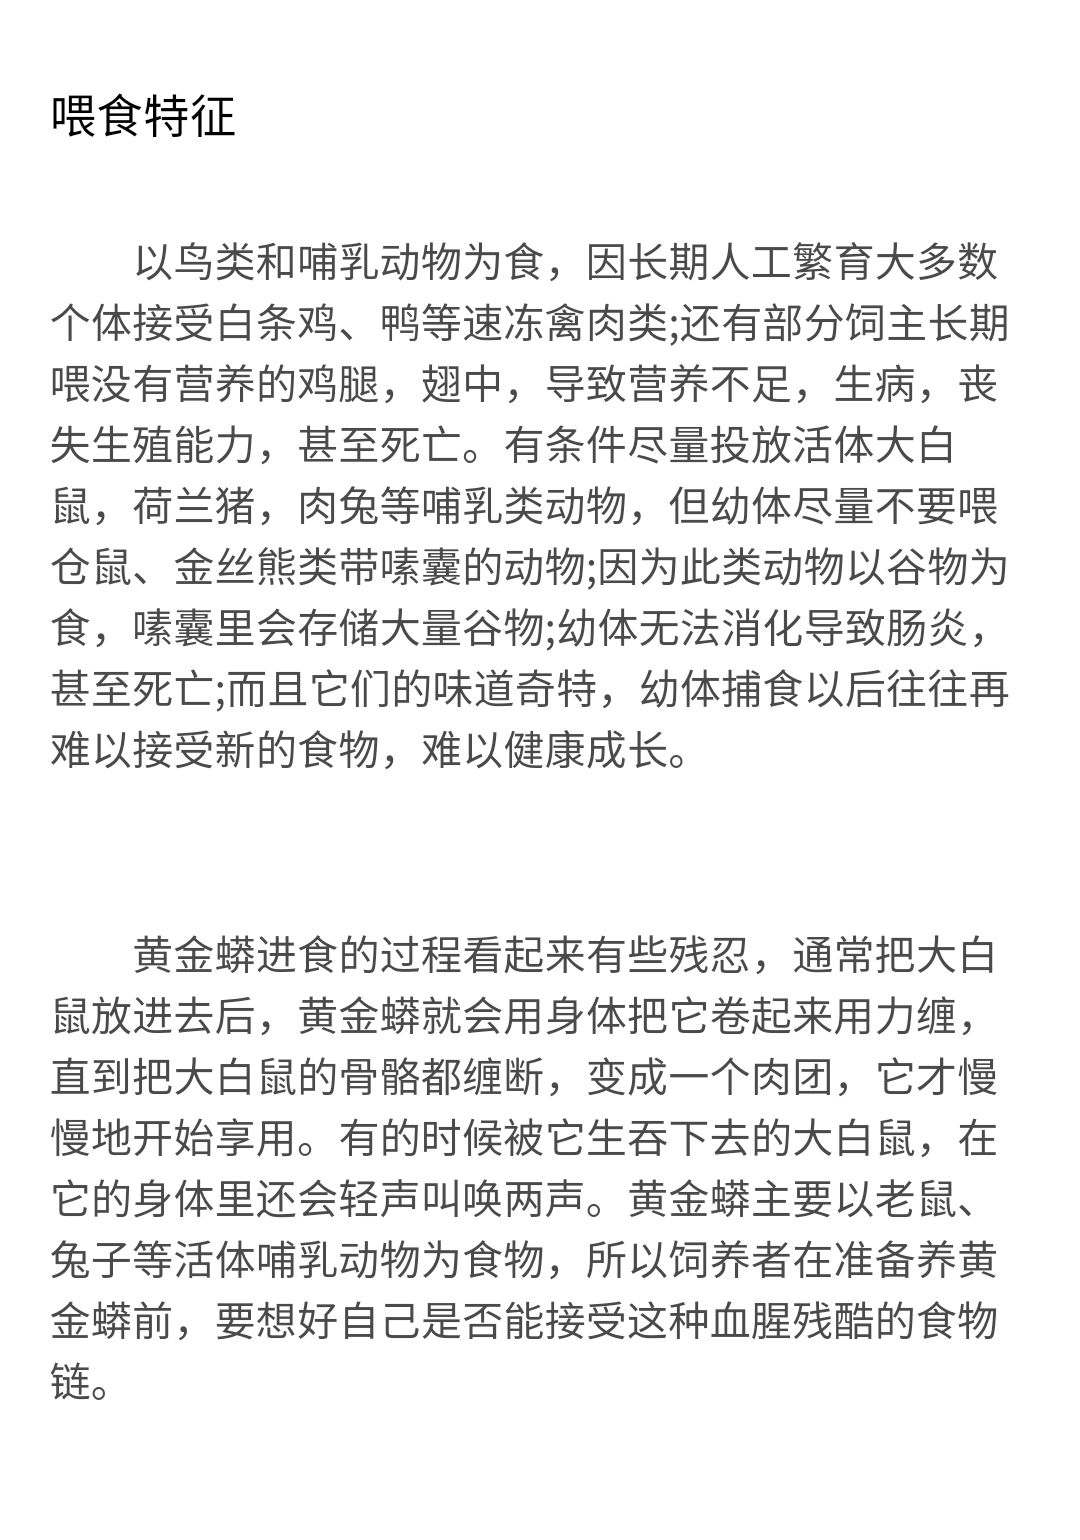 喂食特征
以鸟类和哺乳动物为食，因长期人工繁育大多数
个体接受白条鸡、鸭等速冻禽肉类;还有部分饲主长期
喂没有营养的鸡腿，翅中，导致营养不足，生病，丧
失生殖能力，甚至死亡。有条件尽量投放活体大白
鼠，荷兰猪，肉兔等哺乳类动物，但幼体尽量不要喂
仓鼠、金丝熊类带嗉囊的动物;因为此类动物以谷物为
食，嗉囊里会存储大量谷物;幼体无法消化导致肠炎，
甚至死亡;而且它们的味道奇特，幼体捕食以后往往再
难以接受新的食物，难以健康成长。
黄金蟒进食的过程看起来有些残忍，通常把大白
鼠放进去后，黄金蟒就会用身体把它卷起来用力缠，
直到把大白鼠的骨骼都缠断，变成一个肉团，它才慢
慢地开始享用。有的时候被它生吞下去的大白鼠，在
它的身体里还会轻声叫唤两声。黄金蟒主要以老鼠、
兔子等活体哺乳动物为食物，所以饲养者在准备养黄
金蟒前，要想好自己是否能接受这种血腥残酷的食物
链。